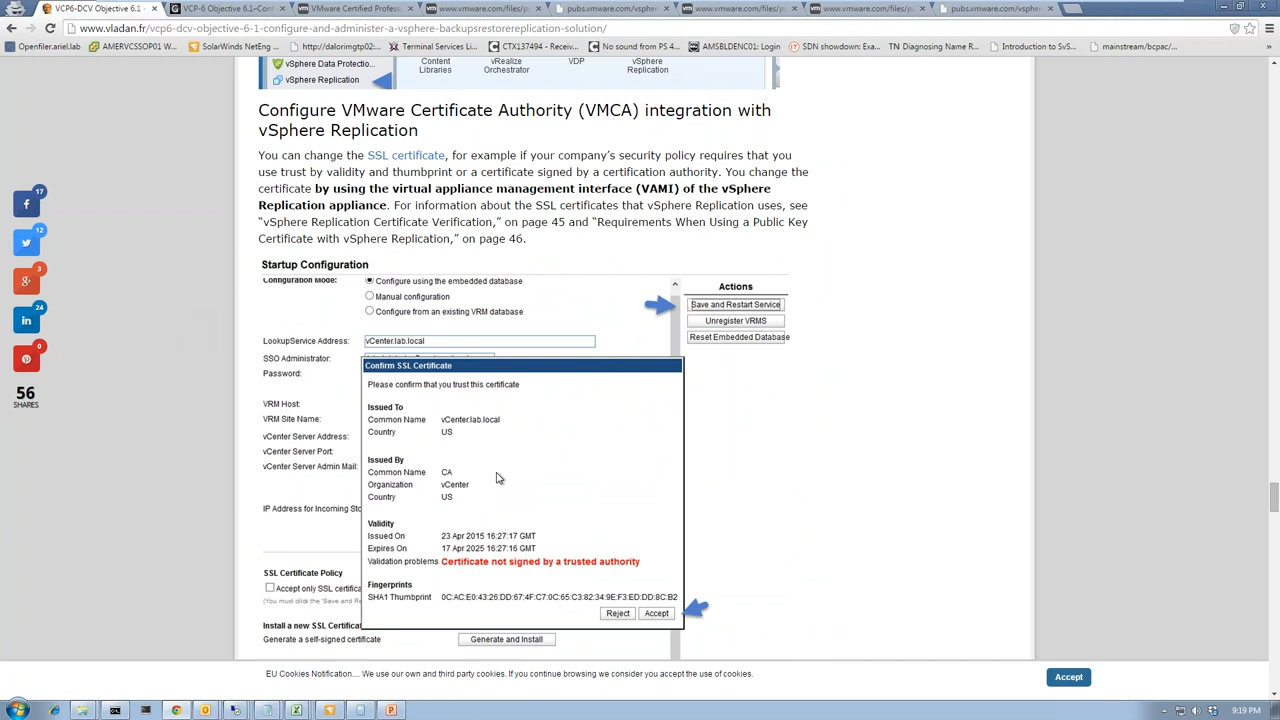 VCP6-DCV Objective 6.1 -
VCP-6 Objective 6.1–Conf
VMware Certified Profess
www.vmware.com/files/p
pubs.vmware.com/vsphe
www.vmware.com/files/p
www.vmware.com/files/p
pubs.vmware.com/vsphe
www.vladan.fr/vcp6-dcv-objective-6-1-configure-and-administer-a-vsphere-backupsrestorereplication-solution/
Openfiler.ariel.lab
AMERVCSSOP01 W
SolarWinds NetEng
http://dalorimgtp02:
Terminal Services L
CTX137494 - Receiv
No sound from PS 4
AMSBLDENC01: Login
SDN showdown: Exam
TN Diagnosing Name R
Introduction to vSph
mainstream/bcpac/
vSphere Data Protectio...
vSphere Replication
Content
Libraries
vRealize
Orchestrator
VDP
vSphere
Replication
Configure VMware Certificate Authority (VMCA) integration with
vSphere Replication
You can change the SSL certificate, for example if your company's security policy requires that you
use trust by validity and thumbprint or a certificate signed by a certification authority. You change the
certificate by using the virtual appliance management interface (VAMI) of the vSphere
Replication appliance. For information about the SSL certificates that vSphere Replication uses, see
“vSphere Replication Certificate Verification,” on page 45 and “Requirements When Using a Public Key
Certificate with vSphere Replication,” on page 46.
17
12
3
24
0
56
SHARES
Startup Configuration
Configuration Mode:
Configure using the embedded database
Manual configuration
Configure from an existing VRM database
Actions
Save and Restart Service
Unregister VRMS
Reset Embedded Database
LookupService Address: vCenter.lab.local
SSO Administrator:
Password:
VRM Host:
VRM Site Name:
vCenter Server Address:
vCenter Server Port:
vCenter Server Admin Mail:
IP Address for Incoming Sto
SSL Certificate Policy
Accept only SSL certifica
(You must click the "Save and Re
Install a new SSL Certificat
Generate a self-signed certificate
Generate and Install
Confirm SSL Certificate
Please confirm that you trust this certificate
Issued To
Common Name vCenter.lab.local
Country US
Issued By
Common Name CA
Organization vCenter
Country US
Validity
Issued On 23 Apr 2015 16:27:17 GMT
Expires On 17 Apr 2025 16:27:16 GMT
Validation problems Certificate not signed by a trusted authority
Fingerprints
SHA1 Thumbprint 0C:AC:E0:43:26:DD:67:4F:C7:0C:65:C3:82:34:9E:F3:ED:DD:8C:B2
Reject
Accept
EU Cookies Notification.... We use our own and third party cookies. If you continue browsing we consider you accept the use of cookies.
Accept
9:19 PM